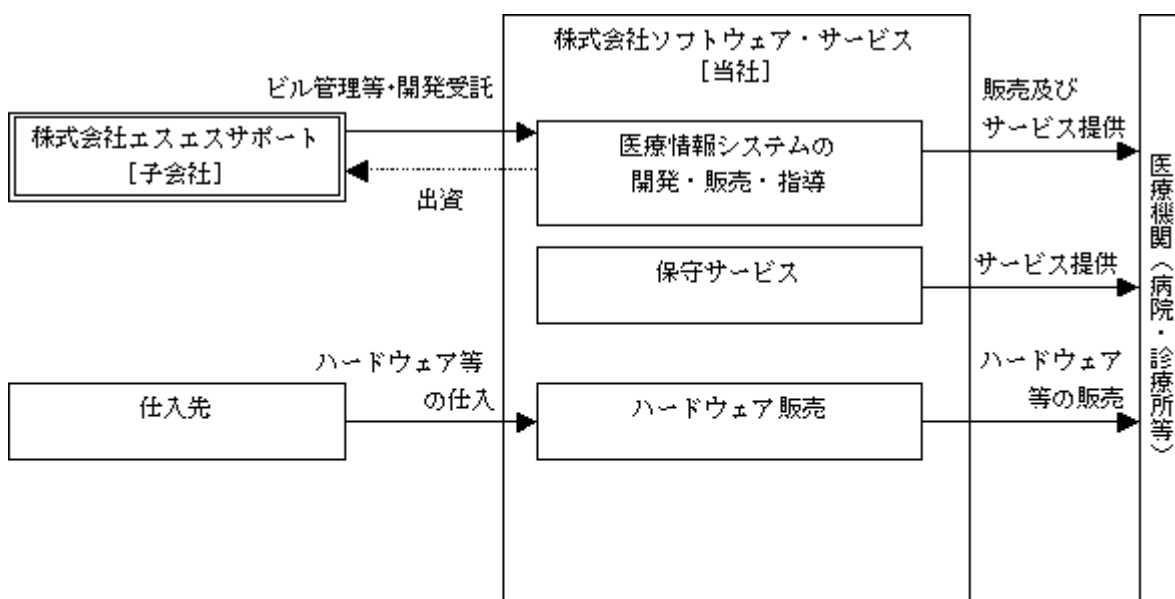 株式会社ソフトウェア・サービス
[当社]
ビル管理等・開発受託
株式会社エスエスサポート
[子会社]
出資
医療情報システムの
開発・販売・指導
販売及び
サービス提供
保守サービス
サービス提供
仕入先
ハードウェア等
の仕入
ハードウェア販売
ハードウェア
等の販売
医療機関（病院・診療所等）